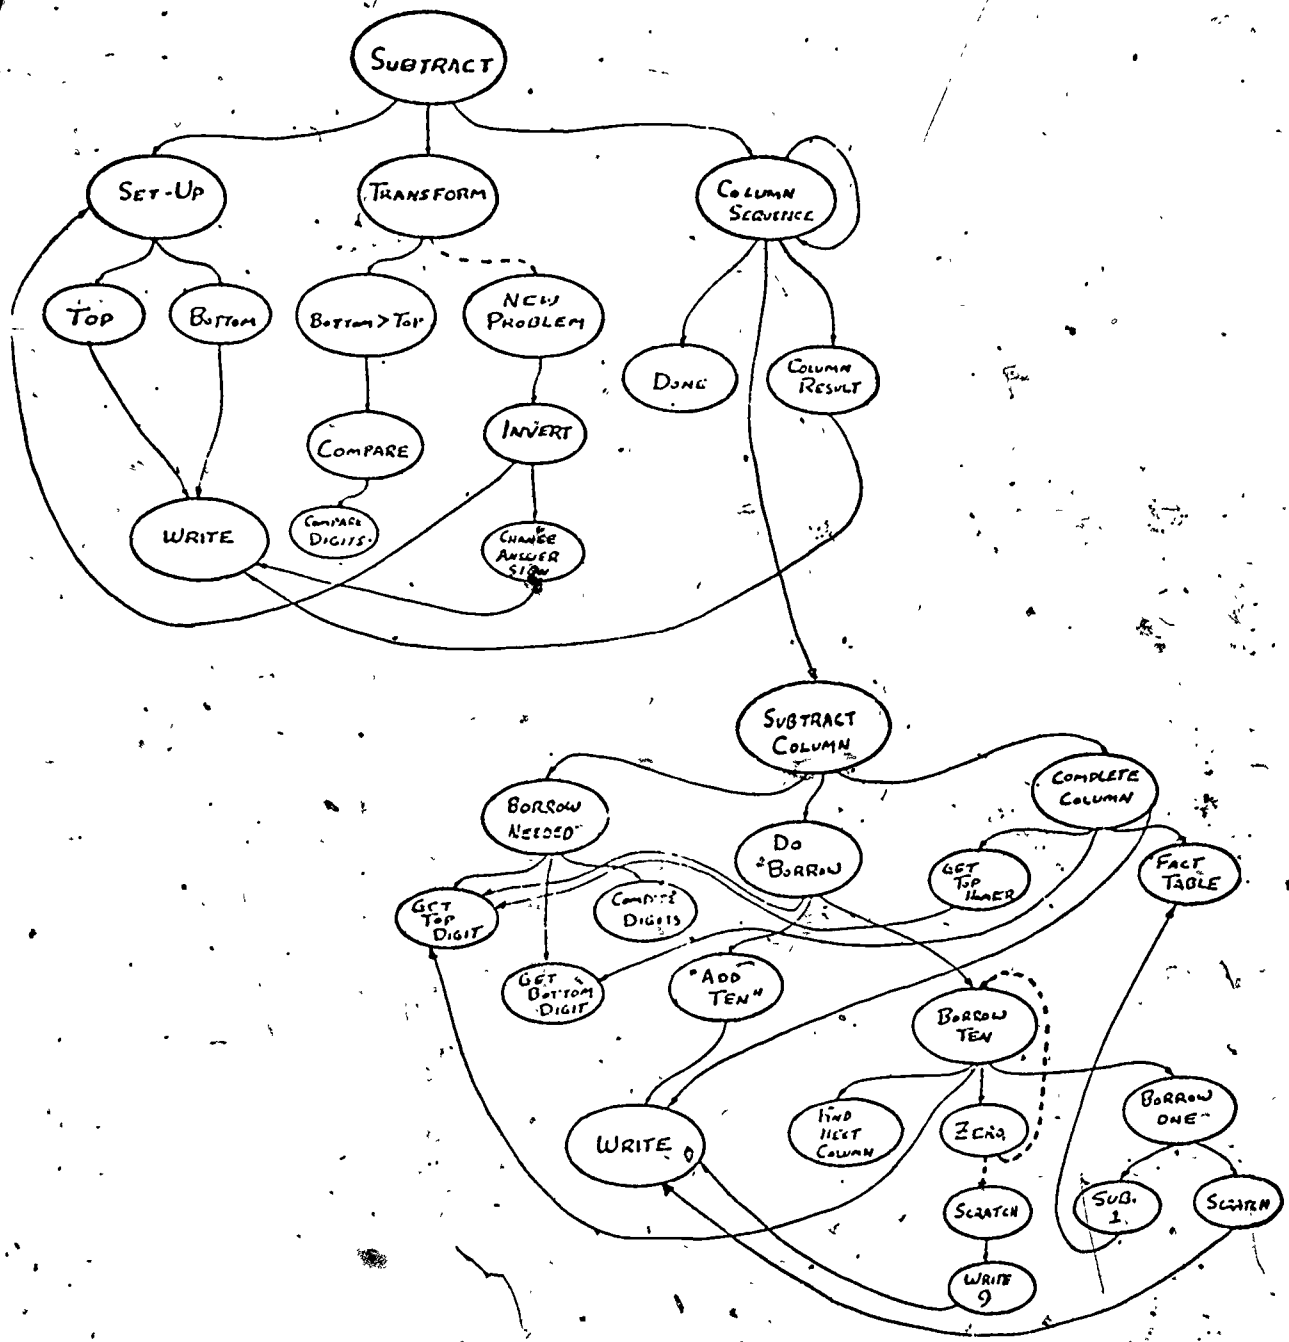 SUBTRACT
SET-UP
TRANSFORM
COLUMN
SEQUENCE
TOP
BOTTOM
BOTTOM > TOP
NEW
PROBLEM
DONE
COLUMN
RESULT
COMPARE
INVERT
WRITE
COMPARE
DIGITS
CHANGE
ANSWER
SIGN
SUBTRACT
COLUMN
BORROW
NEEDED
DO
BORROW
COMPLETE
COLUMN
GET
TOP
DIGIT
DIGITS
GET
TOP
FACT
TABLE
GET
BOTTOM
DIGIT
"ADD
TEN"
BORROW
TEN
WRITE
FIND
NEXT
COLUMN
ZERO
BORROW
ONE
SCRATCH
SUB.
1
SCRATCH
WRITE
9